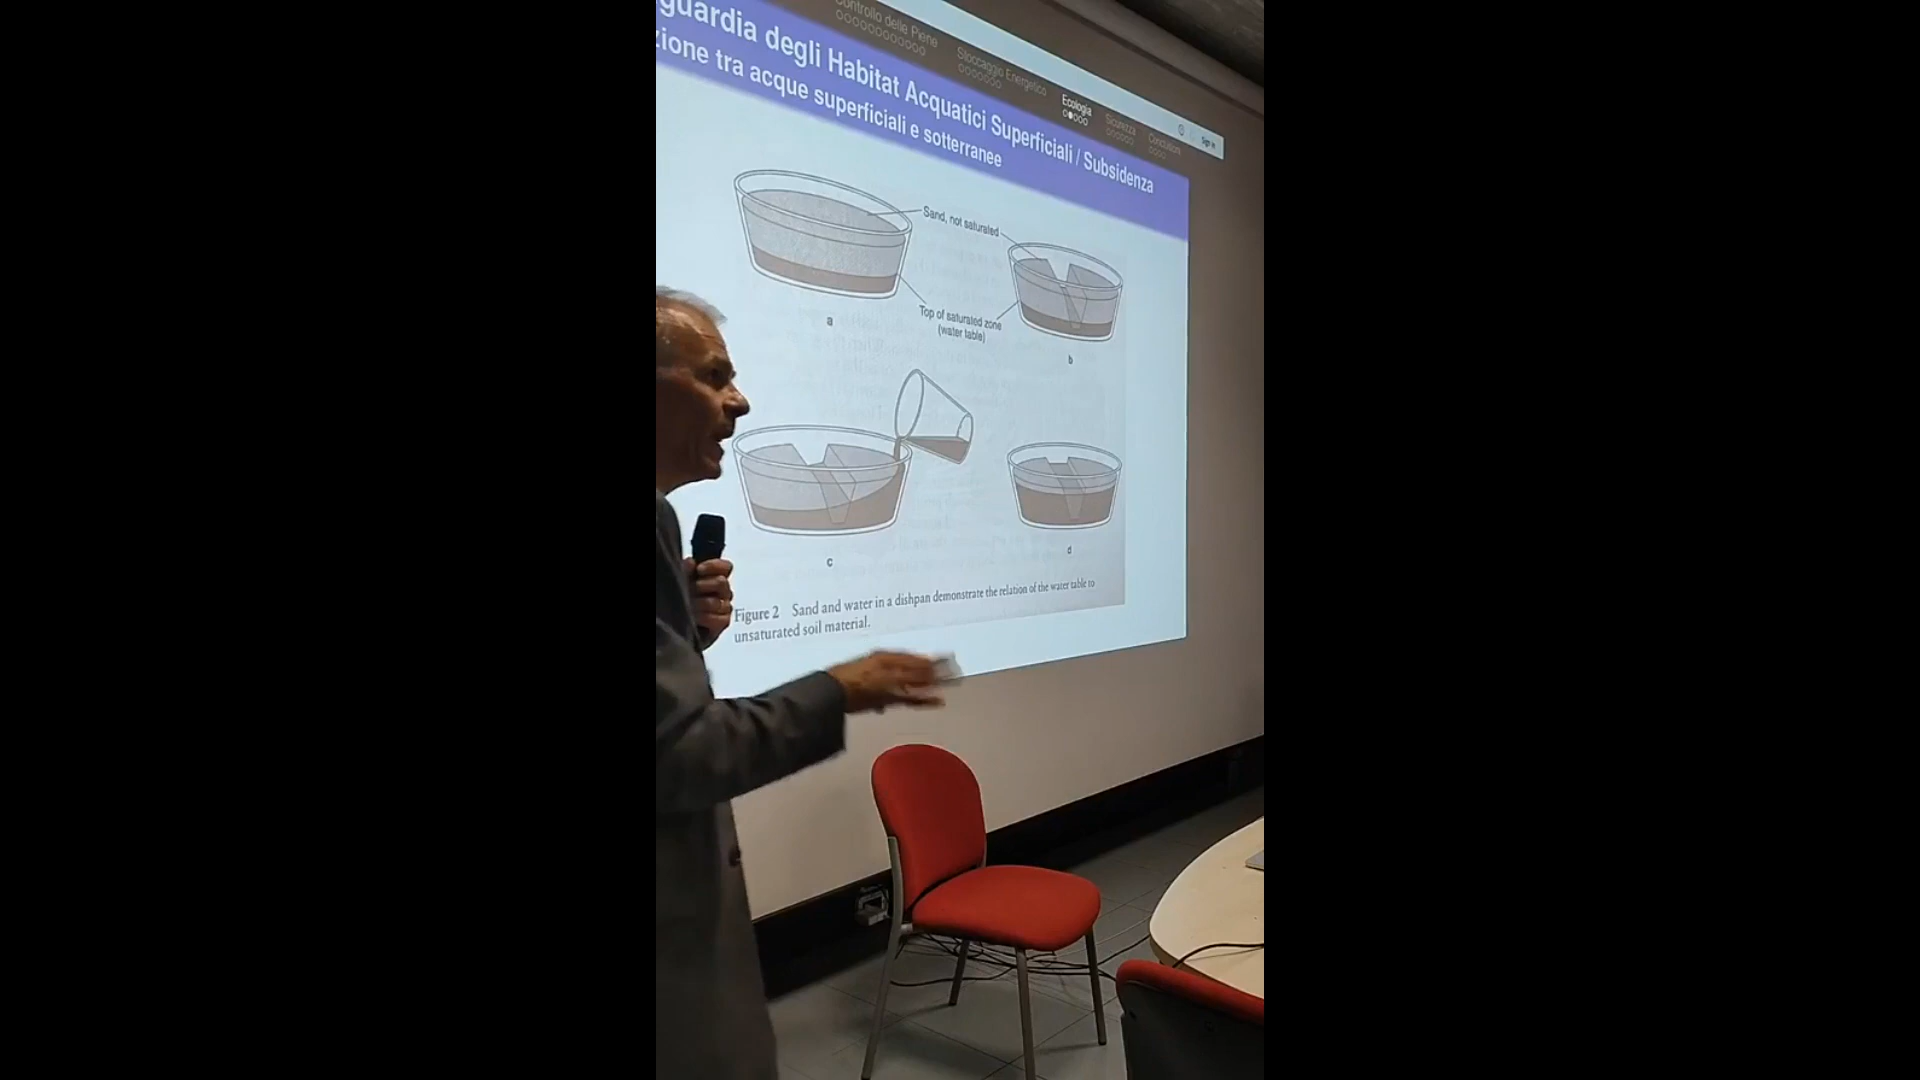 Controllo delle Piene
Stoccaggio Energetico
Ecologia
Sicurezza
Conclusioni
Sign in
guardia degli Habitat Acquatici Superficiali / Subsidenza
zione tra acque superficiali e sotterranee
Sand, not saturated
Top of saturated zone
(water table)
a
b
c
d
Figure 2 Sand and water in a dishpan demonstrate the relation of the water table to
unsaturated soil material.